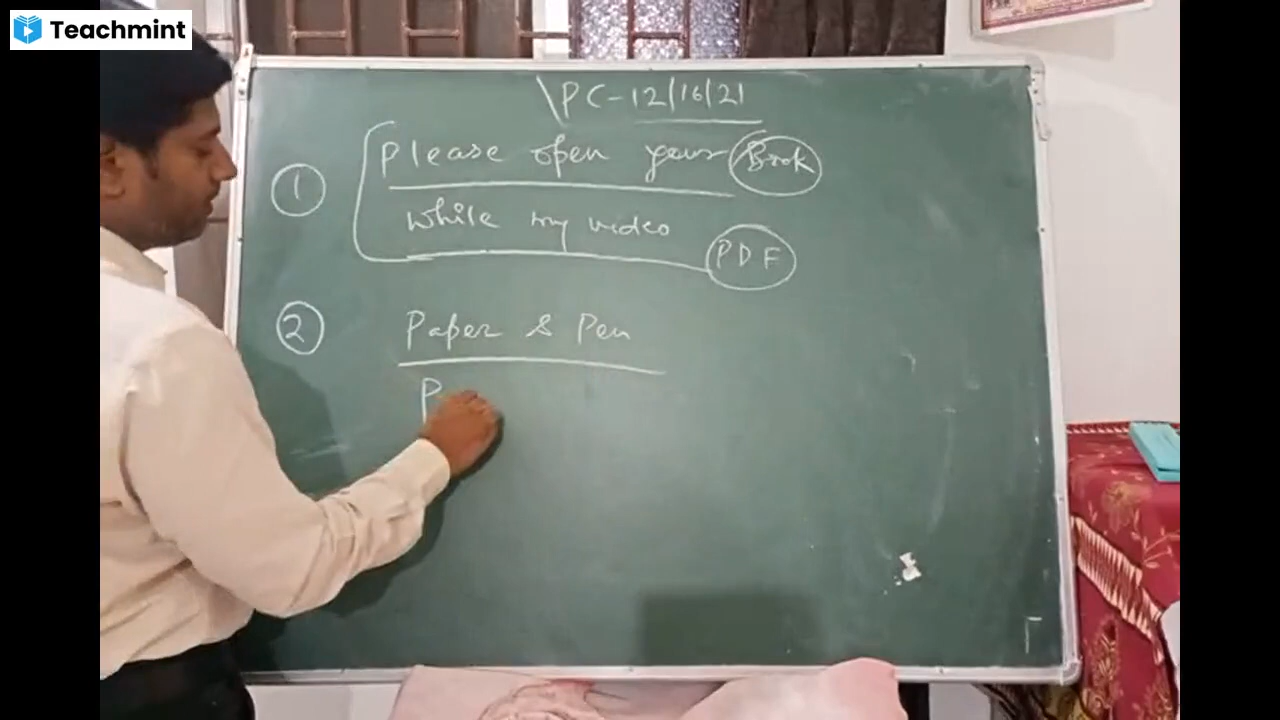 Teachmint
\PC-12/16/21
1 Please open your Book
while my video
PDF
2 Paper & Pen
P